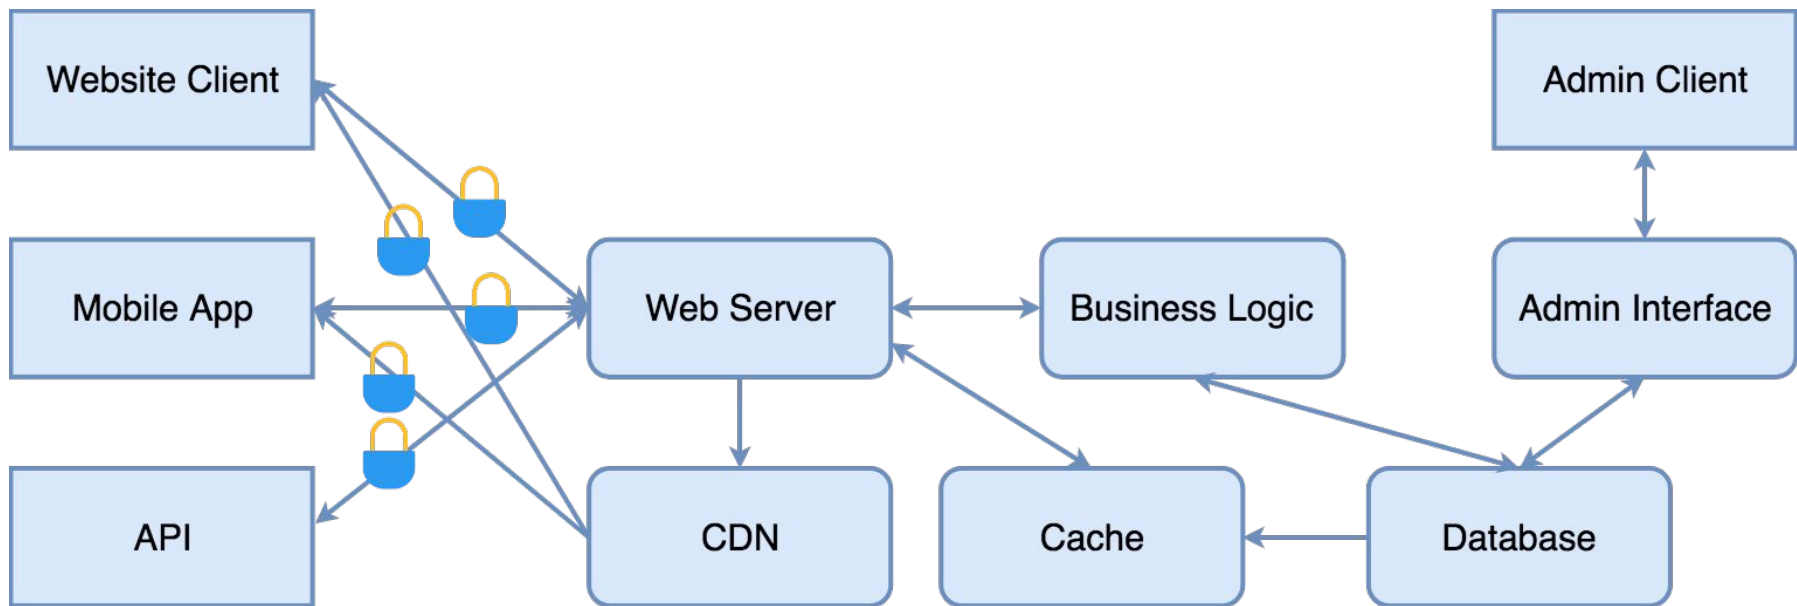 Website Client
Admin Client
Mobile App
Web Server
Business Logic
Admin Interface
API
CDN
Cache
Database